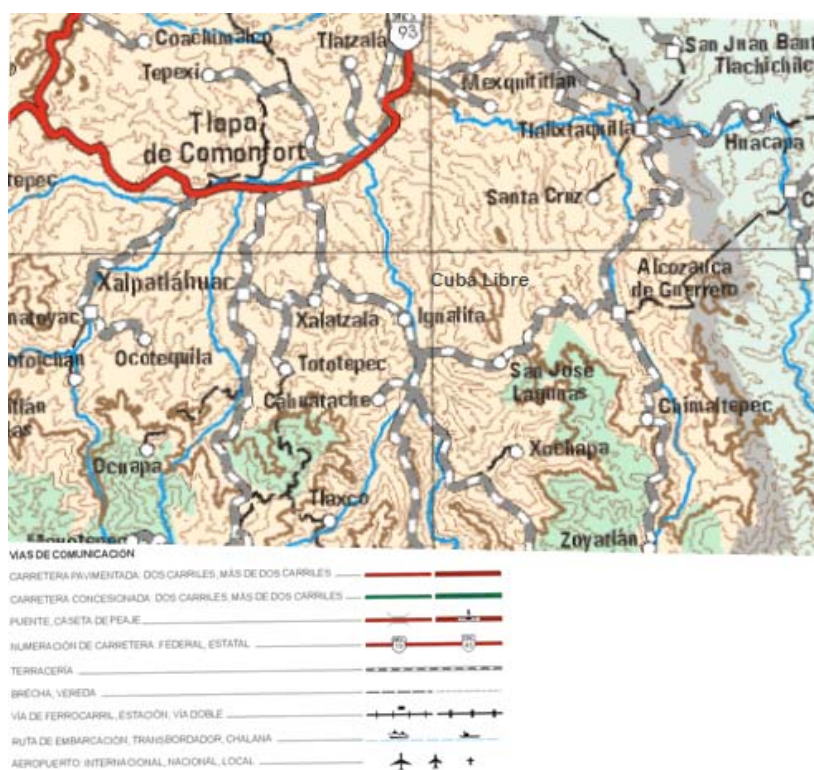 Coachimalco
Tlatzalá
93
San Juan Baut
Tlachichilc
Tepexi
Mexquititlán
Tlapa
de Comonfort
Tlalixtaquilla
Huacapa
tepec
Santa Cruz
C
Xalpatláhuac
Cuba Libre
Alcozauca
de Guerrero
Xalatzala
Igualita
Ocotequila
Tototepec
San José
Lagunas
Cahuatache
Chimaltepec
Ocuapa
Xochapa
Tlaxco
Zoyatlán
VÍAS DE COMUNICACIÓN
CARRETERA PAVIMENTADA: DOS CARRILES, MÁS DE DOS CARRILES
CARRETERA CONCESIONADA: DOS CARRILES, MÁS DE DOS CARRILES
PUENTE, CASETA DE PEAJE
NUMERACIÓN DE CARRETERA: FEDERAL, ESTATAL
TERRACERÍA
BRECHA, VEREDA
VÍA DE FERROCARRIL, ESTACIÓN, VÍA DOBLE
RUTA DE EMBARCACIÓN, TRANSBORDADOR, CHALANA
AEROPUERTO: INTERNACIONAL, NACIONAL, LOCAL